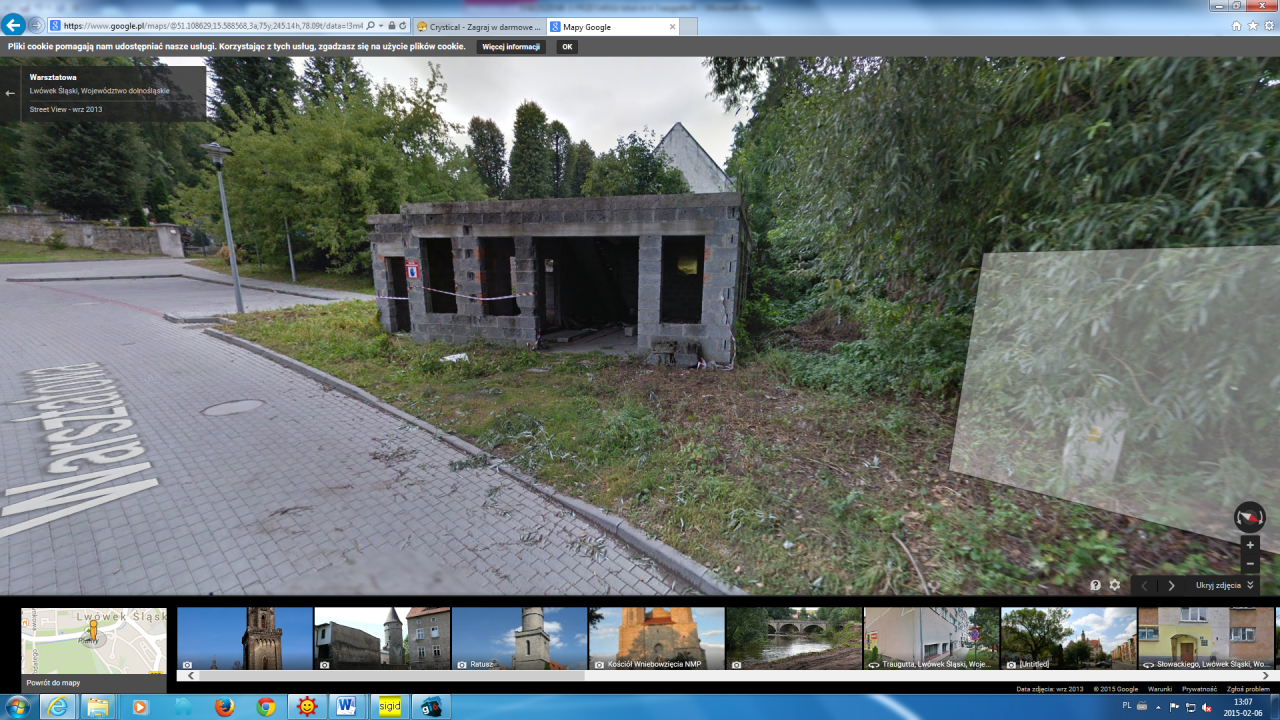 https://www.google.pl/maps/@51.108629,15.588568,3a,75y,245.14h,78.09t/data=!3m4
Crystical - Zagraj w darmowe ...
Mapy Google
Pliki cookie pomagają nam udostępniać nasze usługi. Korzystając z tych usług, zgadzasz się na użycie plików cookie.
Więcej informacji
OK
Warsztatowa
Lwówek Śląski, Województwo dolnośląskie
Street View - wrz 2013
Warsztatowa
Ukryj zdjęcia
Lwówek Śląsk
Powrót do mapy
Ratusz
Kościół Wniebowzięcia NMP
Traugutta, Lwówek Śląski, Woje...
[Untitled]
Słowackiego, Lwówek Śląski, Wo...
Data zdjęcia: wrz 2013
© 2015 Google
Warunki
Prywatność
Zgłoś problem
sigid
PL
13:07
2015-02-06